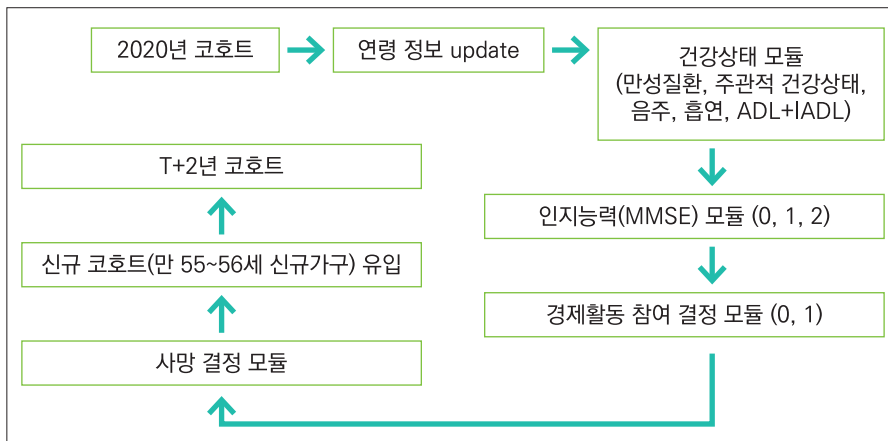 2020년 코호트
연령 정보 update
건강상태 모듈
(만성질환, 주관적 건강상태,
음주, 흡연, ADL+IADL)
인지능력(MMSE) 모듈 (0, 1, 2)
경제활동 참여 결정 모듈 (0, 1)
사망 결정 모듈
신규 코호트(만 55~56세 신규가구) 유입
T+2년 코호트